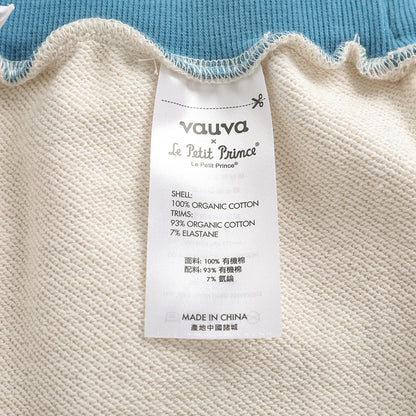 vauva
×
Le Petit Prince®
Le Petit Prince®
SHELL:
100% ORGANIC COTTON
TRIMS:
93% ORGANIC COTTON
7% ELASTANE
面料: 100% 有機棉
配料: 93% 有機棉
7% 氨綸
MADE IN CHINA
產地中國諸城